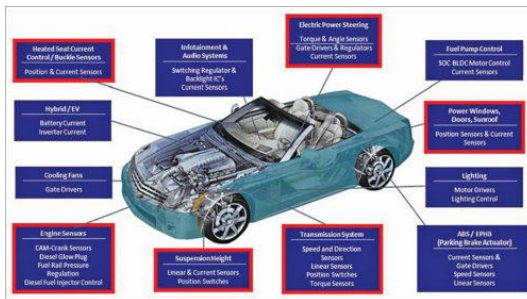 Heated Seat Current
Control / Buckle Sensors
Position & Current Sensors
Infotainment &
Audio Systems
Switching Regulator &
Backlight IC's
Current Sensors
Electric Power Steering
Torque & Angle Sensors
Gate Drivers & Regulators
Current Sensors
Fuel Pump Control
SOC BLDC Motor Control
Current Sensors
Hybrid / EV
Battery Current
Inverter Current
Power Windows,
Doors, Sunroof
Position Sensors & Current
Sensors
Cooling Fans
Gate Drivers
Lighting
Motor Drivers
Lighting Control
Engine Sensors
CAM-Crank Sensors
Diesel Glow Plug
Fuel Rail Pressure
Regulation
Diesel Fuel Injector Control
Suspension Height
Linear & Current Sensors
Position Switches
Transmission System
Speed and Direction
Sensors
Linear Sensors
Position Switches
Torque Sensors
ABS / EPHB
(Parking Brake Actuator)
Current Sensors &
Gate Drivers
Speed Sensors
Linear Sensors